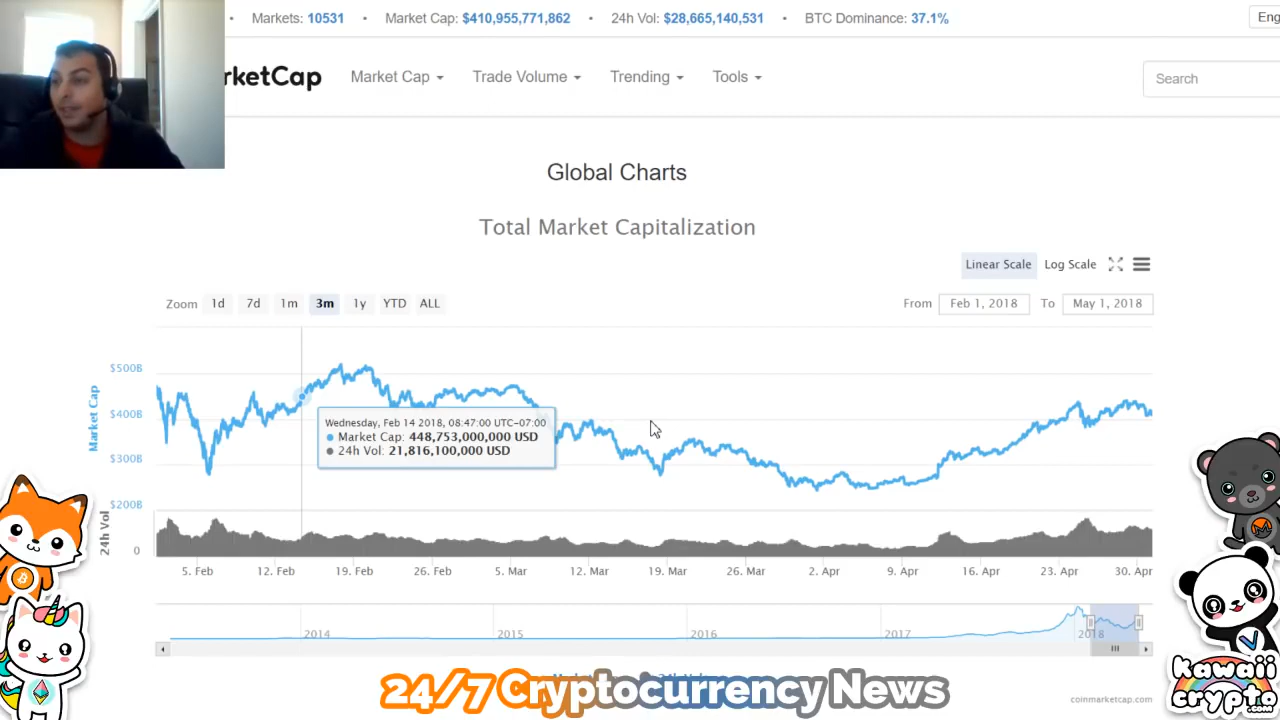 • Markets: 10531 • Market Cap: $410,955,771,862 • 24h Vol: $28,665,140,531 • BTC Dominance: 37.1%
Eng
rketCap Market Cap Trade Volume Trending Tools
Search
Global Charts
Total Market Capitalization
Linear Scale Log Scale
Zoom 1d 7d 1m 3m 1y YTD ALL From Feb 1, 2018 To May 1, 2018
Market Cap
$500B
$400B
$300B
$200B
Wednesday, Feb 14 2018, 08:47:00 UTC-07:00
Market Cap: 448,753,000,000 USD
24h Vol: 21,816,100,000 USD
24h Vol
0
5. Feb 12. Feb 19. Feb 26. Feb 5. Mar 12. Mar 19. Mar 26. Mar 2. Apr 9. Apr 16. Apr 23. Apr 30. Apr
2014 2015 2016 2017 2018
24/7 Cryptocurrency News
coinmarketcap.com
kawaii
crypto
.com